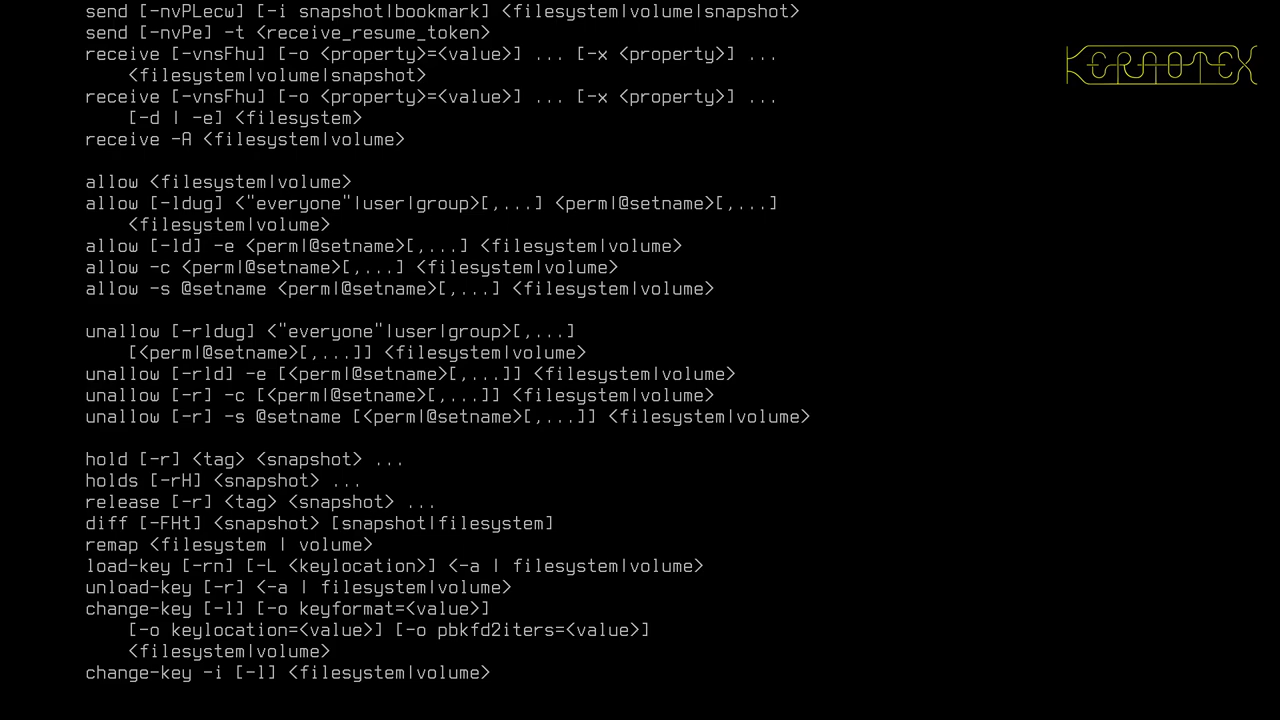 send [-nvPLecw] [-i snapshot|bookmark] <filesystem|volume|snapshot>
send [-nvPe] -t <receive_resume_token>
receive [-vnsFhu] [-o <property>=<value>] ... [-x <property>] ...
<filesystem|volume|snapshot>
receive [-vnsFhu] [-o <property>=<value>] ... [-x <property>] ...
[-d | -e] <filesystem>
receive -A <filesystem|volume>
allow <filesystem|volume>
allow [-ldug] <"everyone"|user|group>[,...] <perm|@setname>[,...]
<filesystem|volume>
allow [-ld] -e <perm|@setname>[,...] <filesystem|volume>
allow -c <perm|@setname>[,...] <filesystem|volume>
allow -s @setname <perm|@setname>[,...] <filesystem|volume>
unallow [-rldug] <"everyone"|user|group>[,...]
[<perm|@setname>[,...]] <filesystem|volume>
unallow [-rld] -e [<perm|@setname>[,...]] <filesystem|volume>
unallow [-r] -c [<perm|@setname>[,...]] <filesystem|volume>
unallow [-r] -s @setname [<perm|@setname>[,...]] <filesystem|volume>
hold [-r] <tag> <snapshot> ...
holds [-rH] <snapshot> ...
release [-r] <tag> <snapshot> ...
diff [-FHt] <snapshot> [snapshot|filesystem]
remap <filesystem | volume>
load-key [-rn] [-L <keylocation>] <-a | filesystem|volume>
unload-key [-r] <-a | filesystem|volume>
change-key [-l] [-o keyformat=<value>]
[-o keylocation=<value>] [-o pbkfd2iters=<value>]
<filesystem|volume>
change-key -i [-l] <filesystem|volume>